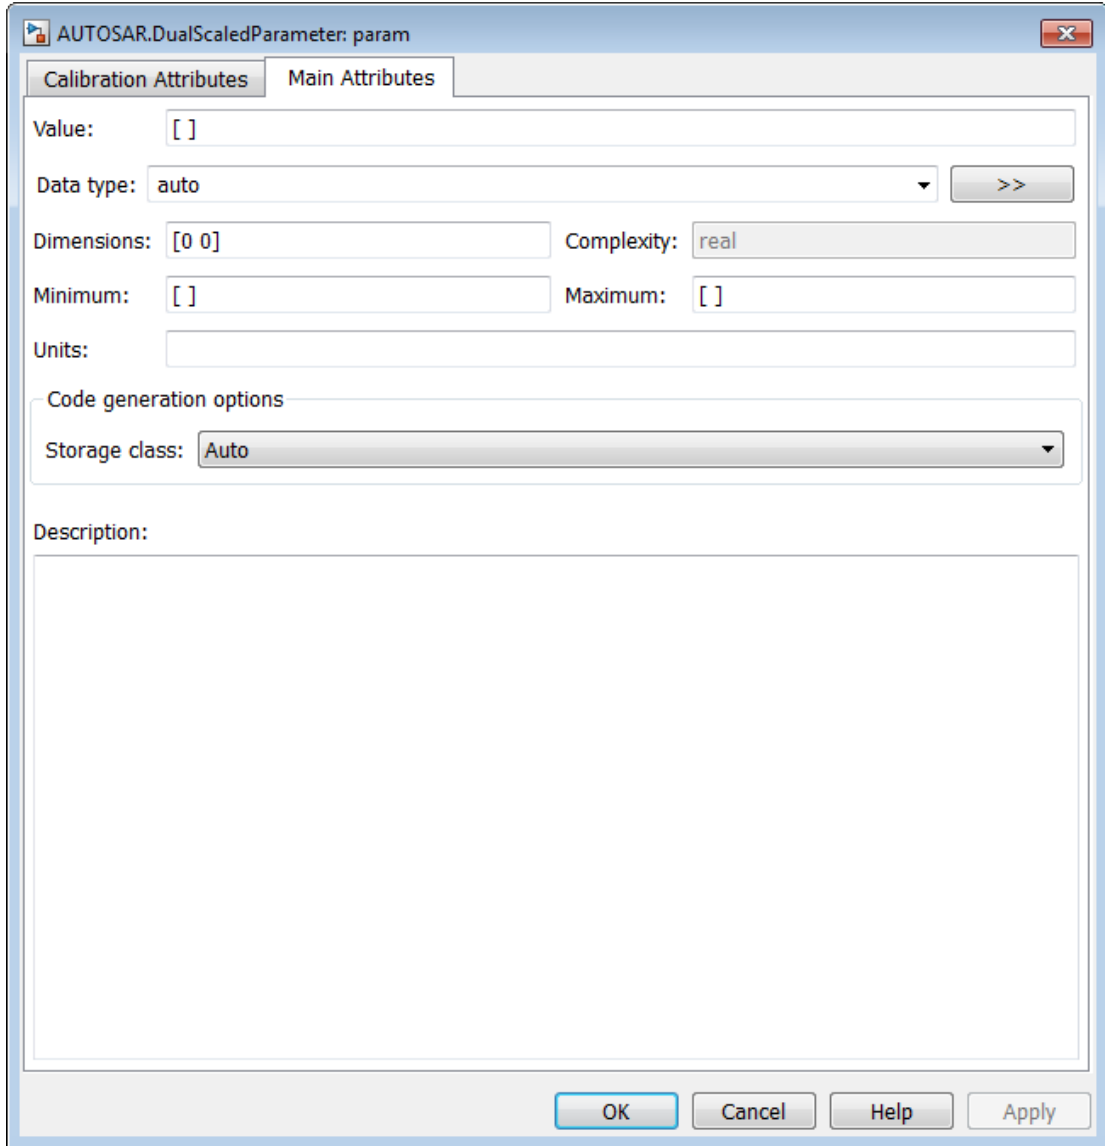 AUTOSAR.DualScaledParameter: param
Calibration Attributes Main Attributes
Value: [ ]
Data type: auto >>
Dimensions: [0 0] Complexity: real
Minimum: [ ] Maximum: [ ]
Units:
Code generation options
Storage class: Auto
Description:
OK Cancel Help Apply